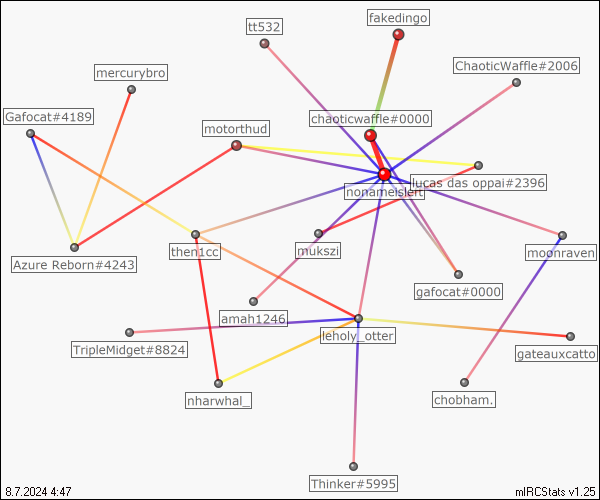 fakedingo
tt532
ChaoticWaffle#2006
mercurybro
Gafocat#4189
chaoticwaffle#0000
motorthud
lucas das oppai#2396
mukszi
moonraven
then1cc
Azure Reborn#4243
gafocat#0000
amah1246
leholy_otter
TripleMidget#8824
gateauxcatto
nharwhal_
chobham.
Thinker#5995
8.7.2024 4:47
mIRCStats v1.25